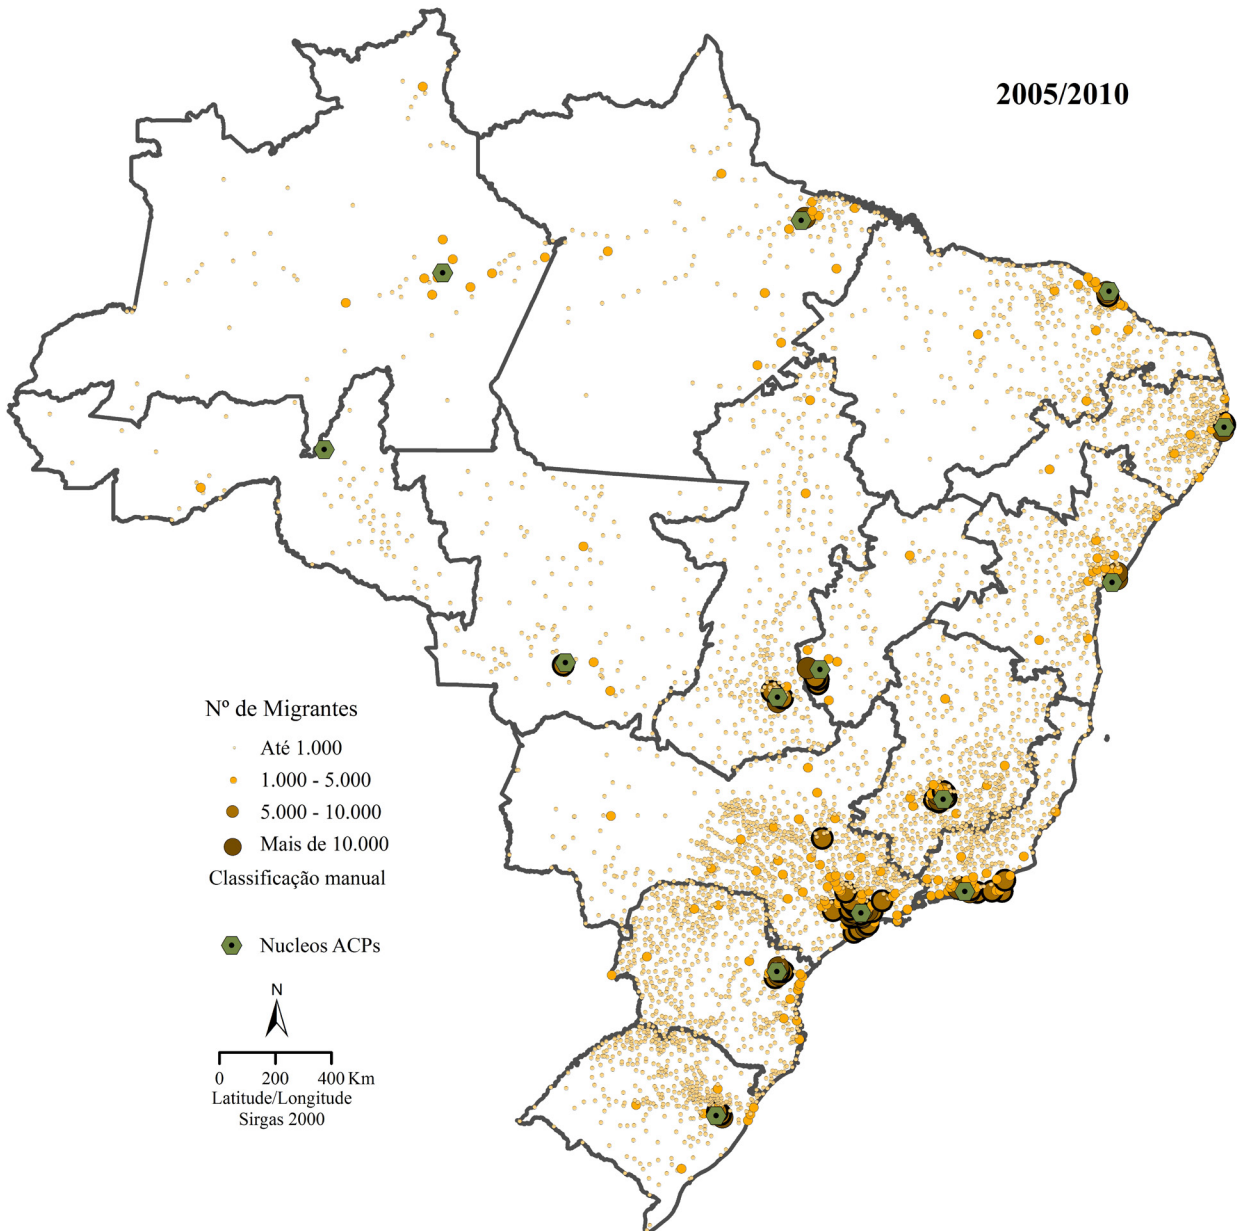 2005/2010
Nº de Migrantes
Até 1.000
1.000 - 5.000
5.000 - 10.000
Mais de 10.000
Classificação manual
Nucleos ACPs
N
0 200 400 Km
Latitude/Longitude
Sirgas 2000